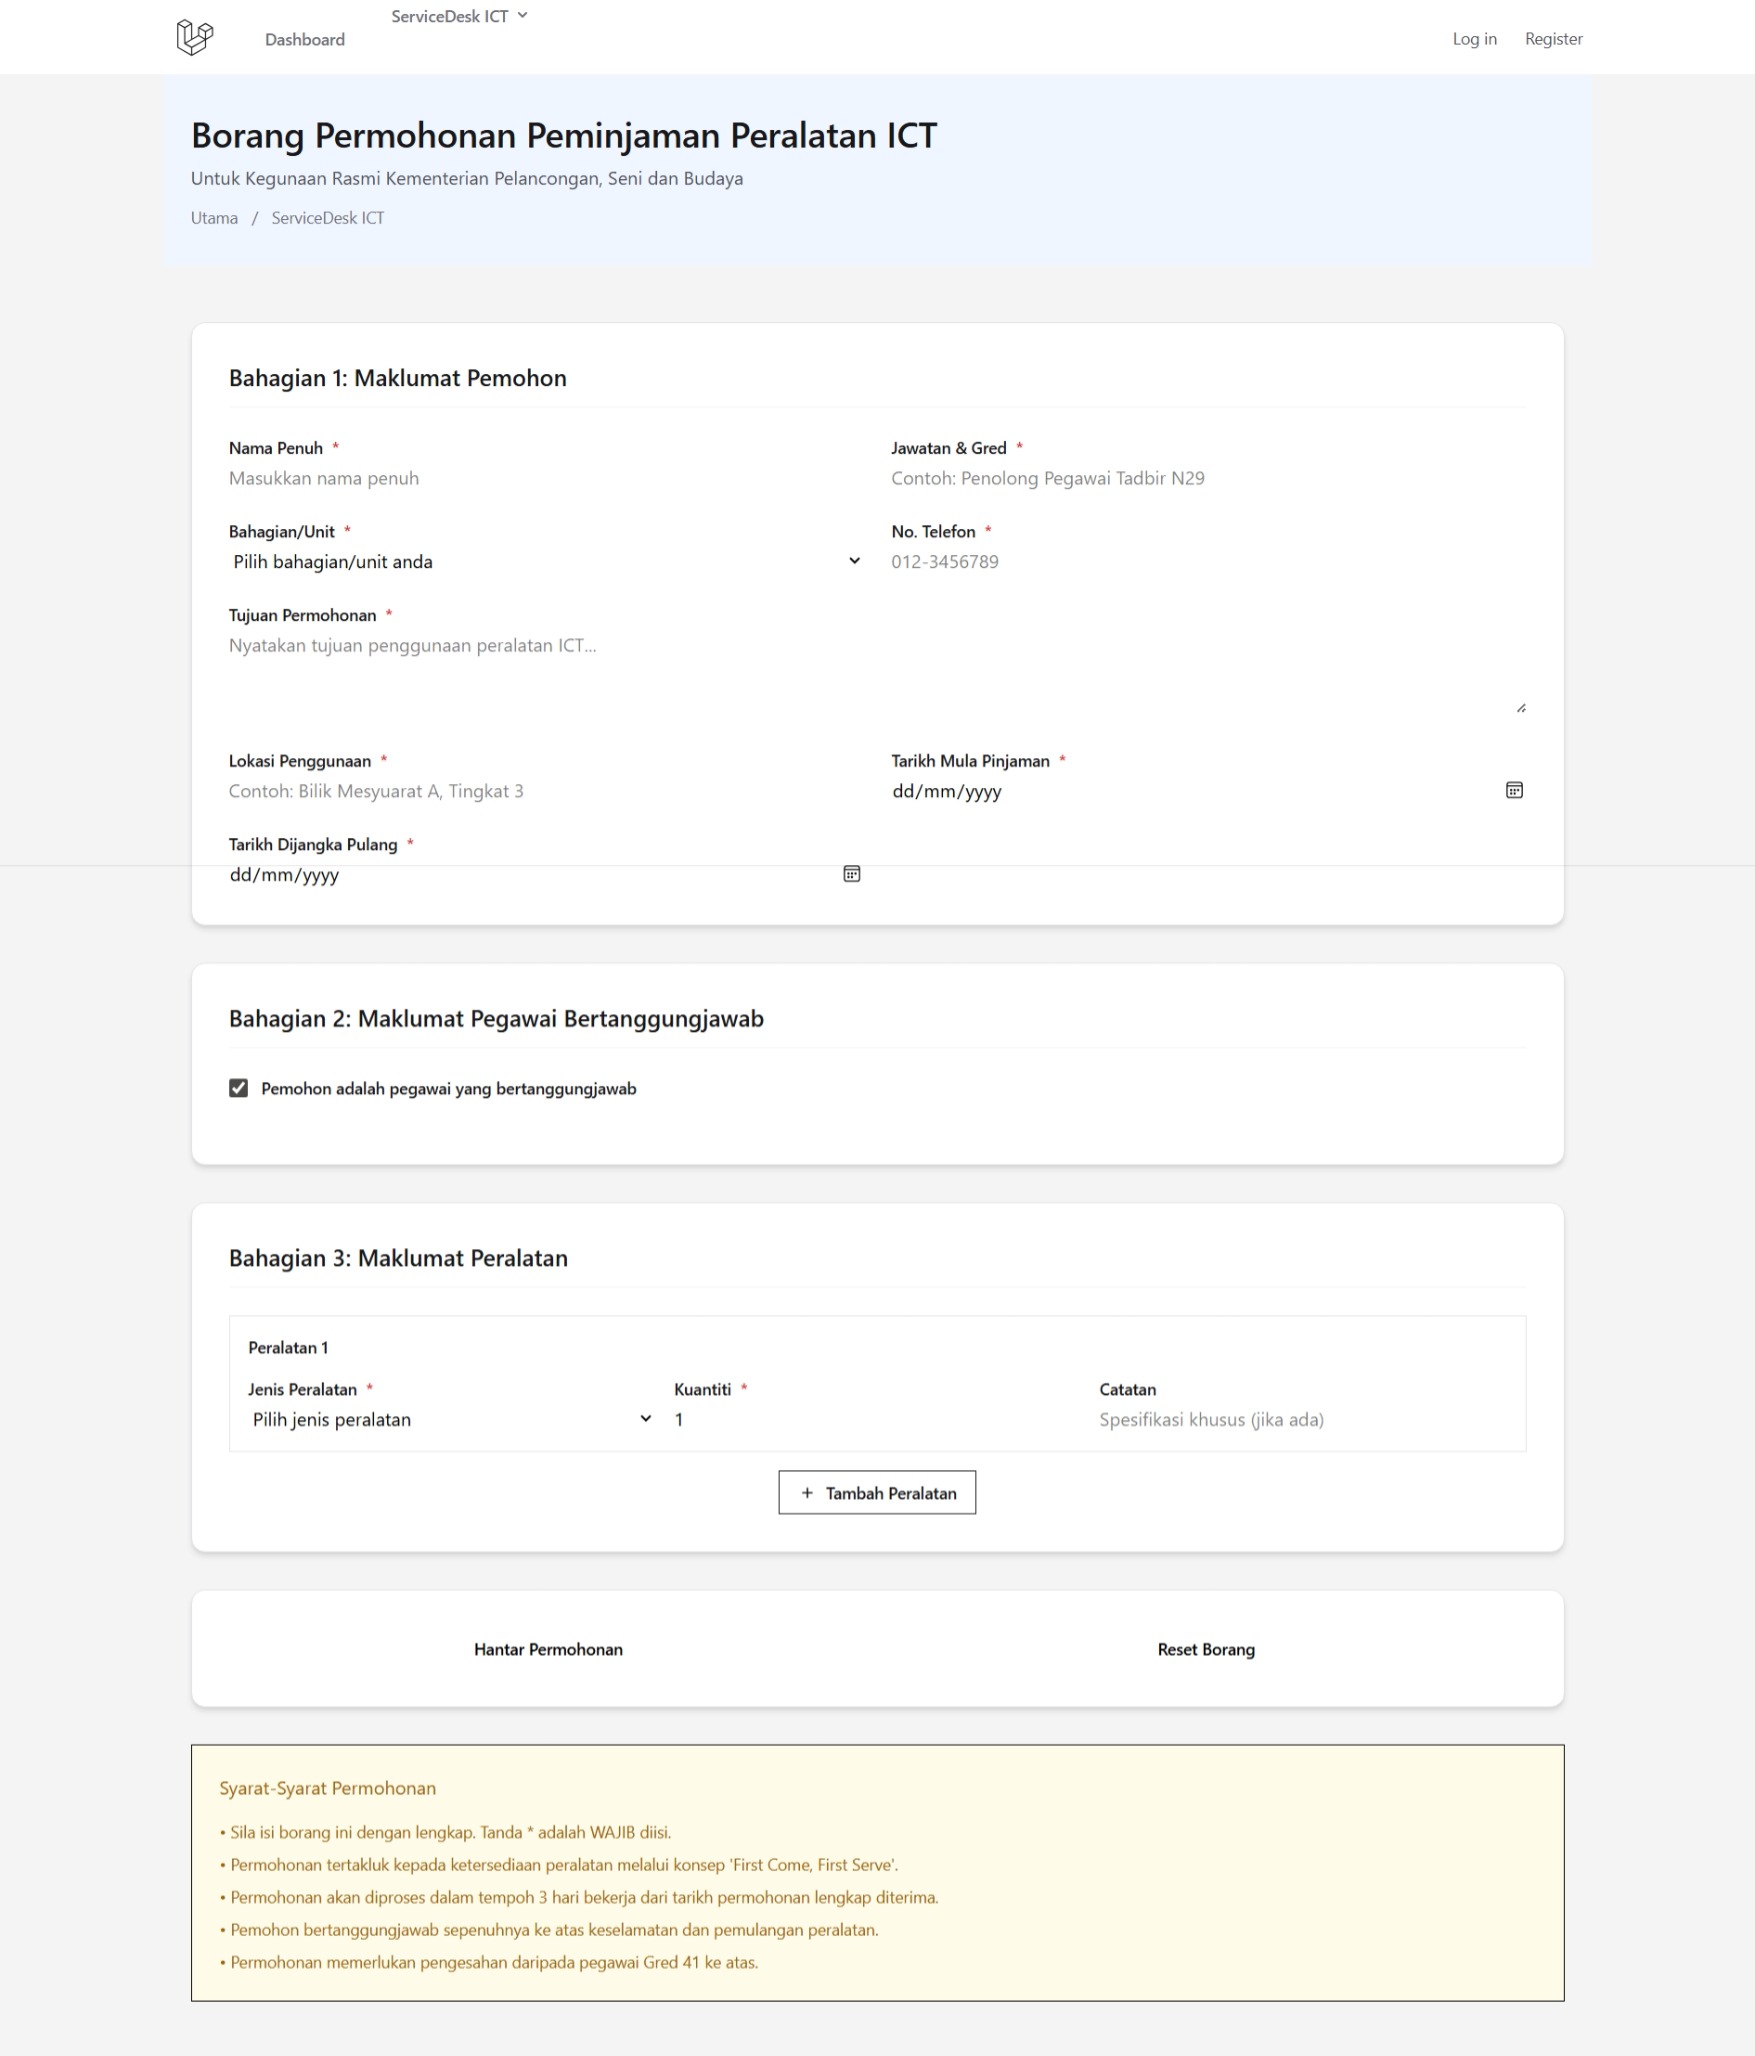 ServiceDesk ICT
Dashboard
Log in
Register
Borang Permohonan Peminjaman Peralatan ICT
Untuk Kegunaan Rasmi Kementerian Pelancongan, Seni dan Budaya
Utama / ServiceDesk ICT
Bahagian 1: Maklumat Pemohon
Nama Penuh *
Masukkan nama penuh
Jawatan & Gred *
Contoh: Penolong Pegawai Tadbir N29
Bahagian/Unit *
Pilih bahagian/unit anda
No. Telefon *
012-3456789
Tujuan Permohonan *
Nyatakan tujuan penggunaan peralatan ICT...
Lokasi Penggunaan *
Contoh: Bilik Mesyuarat A, Tingkat 3
Tarikh Mula Pinjaman *
dd/mm/yyyy
Tarikh Dijangka Pulang *
dd/mm/yyyy
Bahagian 2: Maklumat Pegawai Bertanggungjawab
Pemohon adalah pegawai yang bertanggungjawab
Bahagian 3: Maklumat Peralatan
Peralatan 1
Jenis Peralatan *
Pilih jenis peralatan
Kuantiti *
1
Catatan
Spesifikasi khusus (jika ada)
+ Tambah Peralatan
Hantar Permohonan
Reset Borang
Syarat-Syarat Permohonan
• Sila isi borang ini dengan lengkap. Tanda * adalah WAJIB diisi.
• Permohonan tertakluk kepada ketersediaan peralatan melalui konsep 'First Come, First Serve'.
• Permohonan akan diproses dalam tempoh 3 hari bekerja dari tarikh permohonan lengkap diterima.
• Pemohon bertanggungjawab sepenuhnya ke atas keselamatan dan pemulangan peralatan.
• Permohonan memerlukan pengesahan daripada pegawai Gred 41 ke atas.